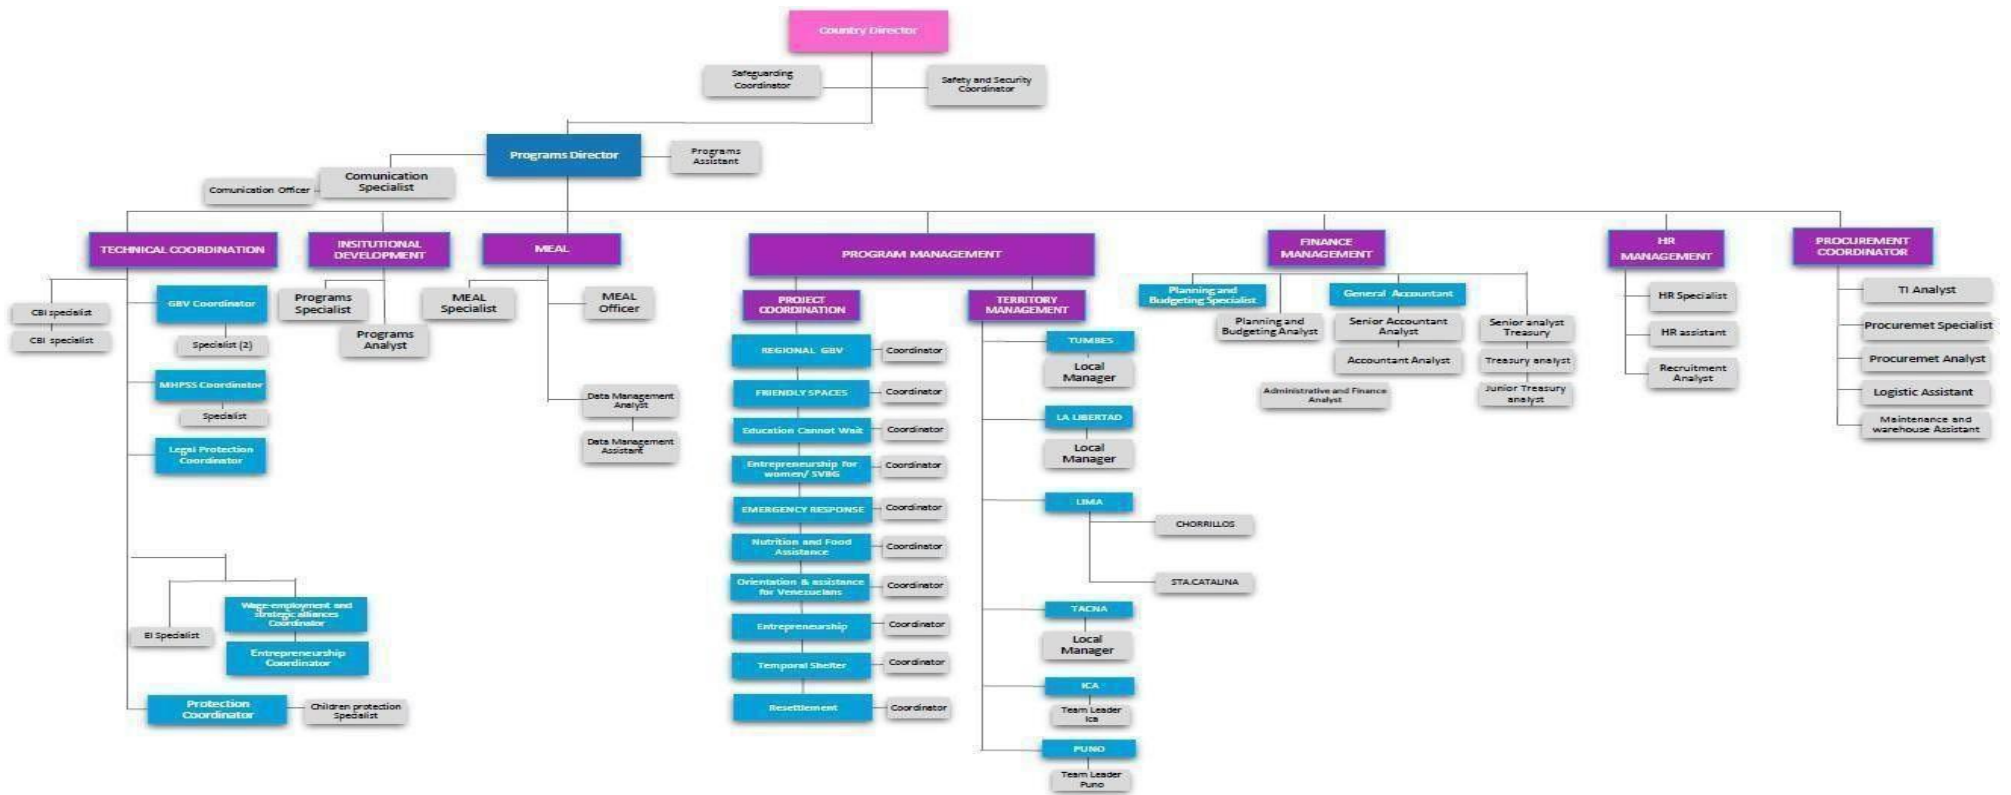 Country Director
Safeguarding
Coordinator
Safety and Security
Coordinator
Programs Director
Programs
Assistant
Comunication
Specialist
Comunication Officer
TECHNICAL COORDINATION
INSITUTIONAL
DEVELOPMENT
MEAL
PROGRAM MANAGEMENT
FINANCE
MANAGEMENT
HR
MANAGEMENT
PROCUREMENT
COORDINATOR
CBI specialist
CBI specialist
GBV Coordinator
Specialist (2)
MHPSS Coordinator
Specialist
Legal Protection
Coordinator
EI Specialist
Wage-employment and
strategic alliances
Coordinator
Entrepreneurship
Coordinator
Protection
Coordinator
Children protection
Specialist
Programs
Specialist
Programs
Analyst
MEAL
Specialist
MEAL
Officer
Data Management
Analyst
Data Management
Assistant
PROJECT
COORDINATION
REGIONAL GBV
Coordinator
FRIENDLY SPACES
Coordinator
Education Cannot Wait
Coordinator
Entrepreneurship for
women/
Coordinator
EMERGENCY RESPONSE
Coordinator
Nutrition and Food
Assistance
Coordinator
Orientation & assistance
for Venezuelans
Coordinator
Entrepreneurship
Coordinator
Temporal Shelter
Coordinator
Resettlement
Coordinator
TERRITORY
MANAGEMENT
TUMBES
Local
Manager
LA LIBERTAD
Local
Manager
LIMA
CHORRILLOS
STA.CATALINA
TACNA
Local
Manager
ICA
Team Leader
Ica
PUNO
Team Leader
Puno
Planning and
Budgeting Specialist
Planning and
Budgeting Analyst
General Accountant
Senior Accountant
Analyst
Accountant Analyst
Administrative and Finance
Analyst
Senior analyst
Treasury
Treasury analyst
Junior Treasury
analyst
HR Specialist
HR assistant
Recruitment
Analyst
TI Analyst
Procuremet Specialist
Procuremet Analyst
Logistic Assistant
Maintenance and
warehouse Assistant